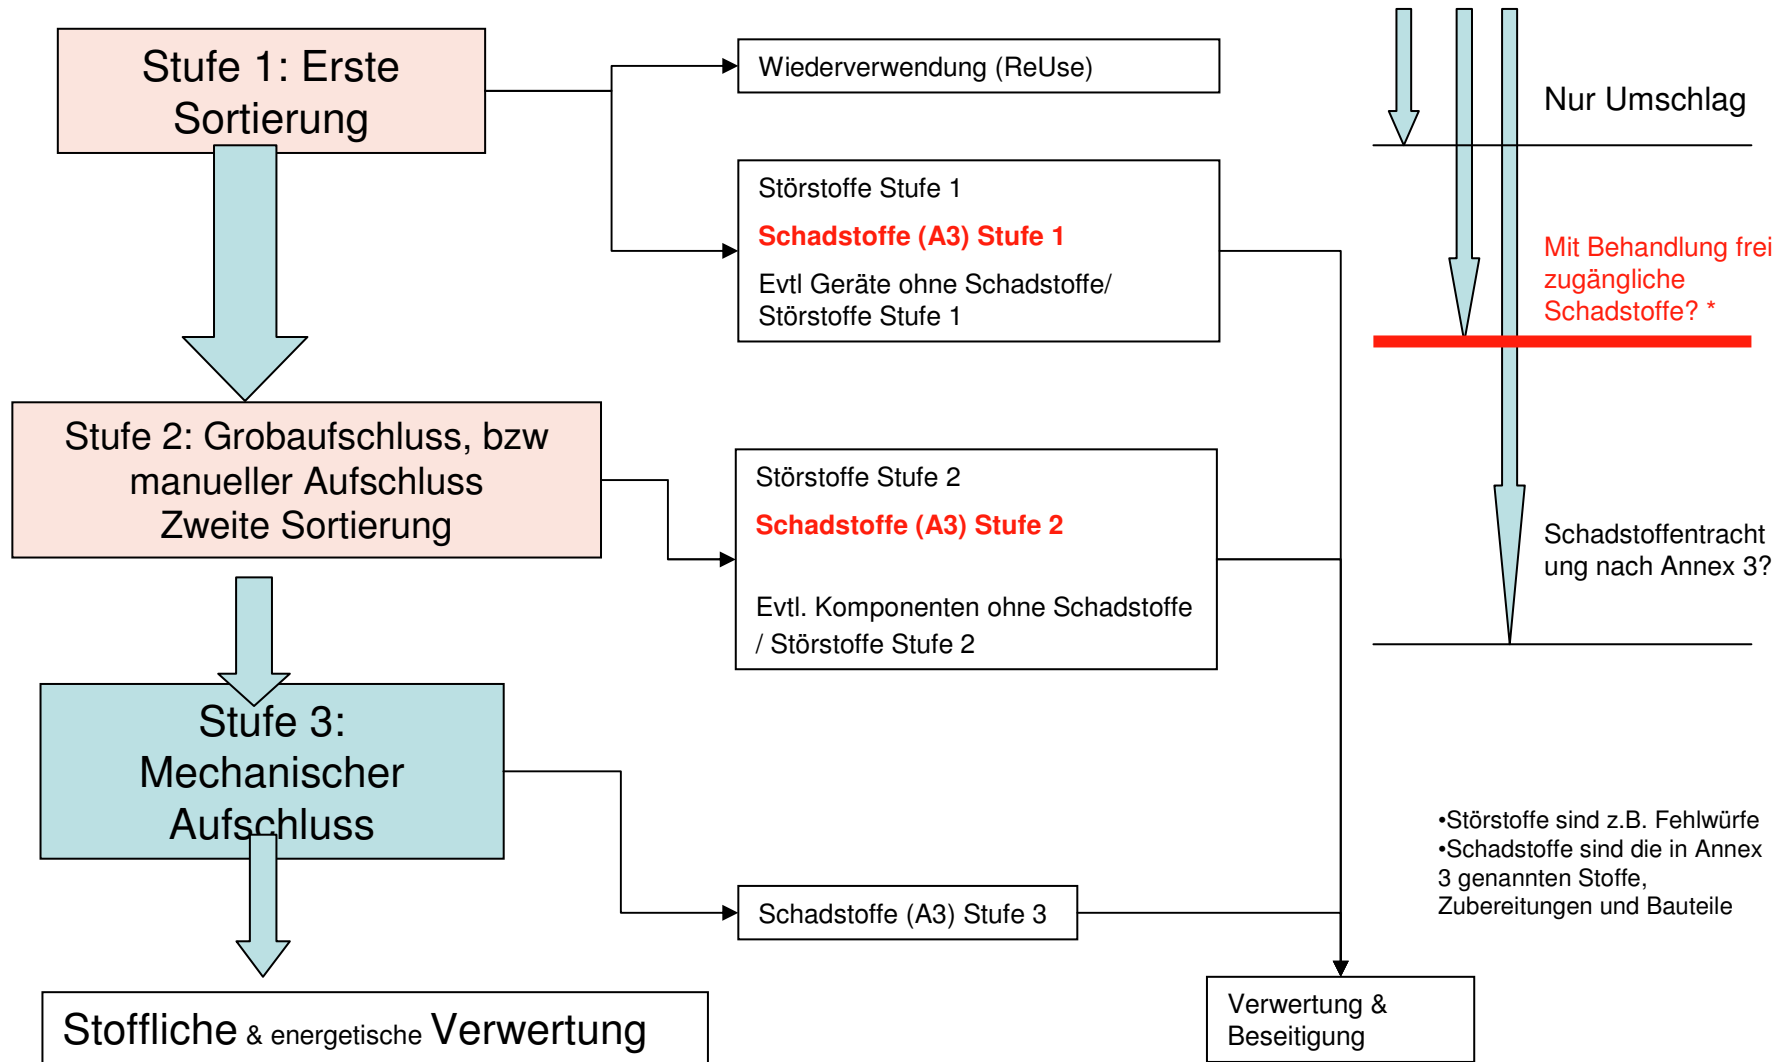 Stufe 1: Erste
Sortierung
Wiederverwendung (ReUse)
Störstoffe Stufe 1
Schadstoffe (A3) Stufe 1
Evtl Geräte ohne Schadstoffe/
Störstoffe Stufe 1
Stufe 2: Grobaufschluss, bzw
manueller Aufschluss
Zweite Sortierung
Störstoffe Stufe 2
Schadstoffe (A3) Stufe 2
Evtl. Komponenten ohne Schadstoffe
/ Störstoffe Stufe 2
Stufe 3:
Mechanischer
Aufschluss
Schadstoffe (A3) Stufe 3
Stoffliche & energetische Verwertung
Verwertung &
Beseitigung
Nur Umschlag
Mit Behandlung frei
zugängliche
Schadstoffe? *
Schadstoffentracht
ung nach Annex 3?
•Störstoffe sind z.B. Fehlwürfe
•Schadstoffe sind die in Annex
3 genannten Stoffe,
Zubereitungen und Bauteile